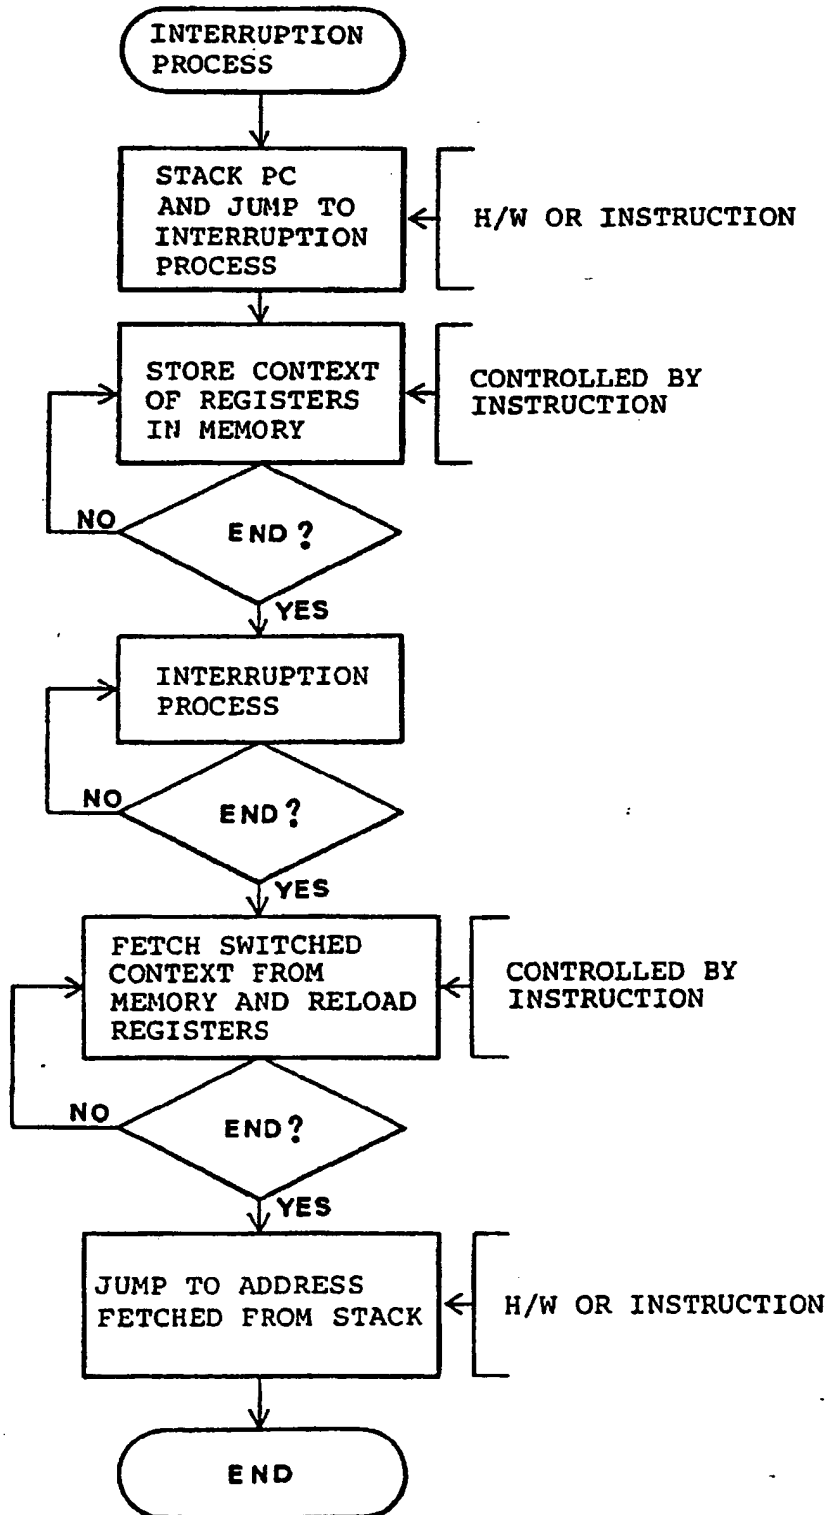 INTERRUPTION
PROCESS
STACK PC
AND JUMP TO
INTERRUPTION
PROCESS
H/W OR INSTRUCTION
STORE CONTEXT
OF REGISTERS
IN MEMORY
CONTROLLED BY
INSTRUCTION
NO
END?
YES
INTERRUPTION
PROCESS
NO
END?
YES
FETCH SWITCHED
CONTEXT FROM
MEMORY AND RELOAD
REGISTERS
CONTROLLED BY
INSTRUCTION
NO
END?
YES
JUMP TO ADDRESS
FETCHED FROM STACK
H/W OR INSTRUCTION
END